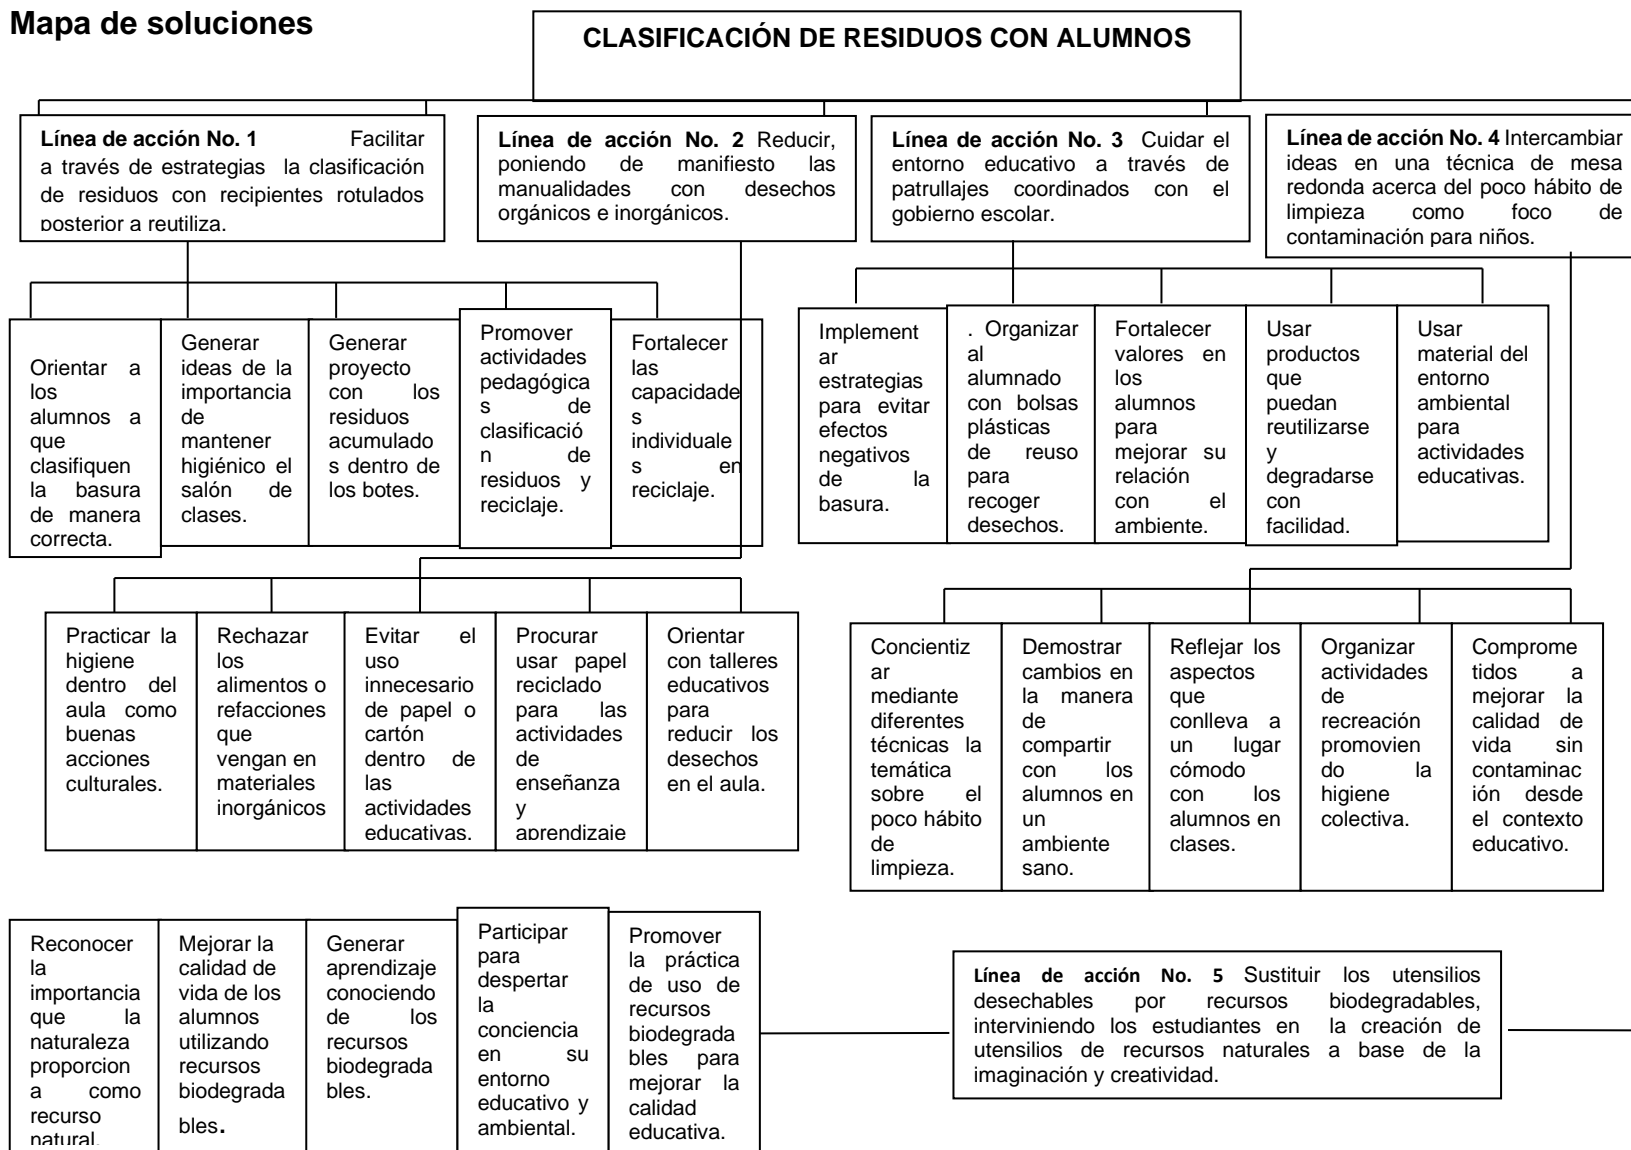 Mapa de soluciones
CLASIFICACIÓN DE RESIDUOS CON ALUMNOS
Línea de acción No. 1 Facilitar
a través de estrategias la clasificación
de residuos con recipientes rotulados
posterior a reutiliza.
Línea de acción No. 2 Reducir,
poniendo de manifiesto las
manualidades con desechos
orgánicos e inorgánicos.
Línea de acción No. 3 Cuidar el
entorno educativo a través de
patrullajes coordinados con el
gobierno escolar.
Línea de acción No. 4 Intercambiar
ideas en una técnica de mesa
redonda acerca del poco hábito de
limpieza como foco de
contaminación para niños.
Orientar a
los
alumnos a
que
clasifiquen
la basura
de manera
correcta.
Generar
ideas de la
importancia
de
mantener
higiénico el
salón de
clases.
Generar
proyecto
con los
residuos
acumulado
s dentro de
los botes.
Promover
actividades
pedagógica
s de
clasificació
n de
residuos y
reciclaje.
Fortalecer
las
capacidade
s
individuale
s en
reciclaje.
Implement
ar
estrategias
para evitar
efectos
negativos
de la
basura.
. Organizar
al
alumnado
con bolsas
plásticas
de reuso
para
recoger
desechos.
Fortalecer
valores en
los
alumnos
para
mejorar su
relación
con el
ambiente.
Usar
productos
que
puedan
reutilizarse
y
degradarse
con
facilidad.
Usar
material del
entorno
ambiental
para
actividades
educativas.
Practicar la
higiene
dentro del
aula como
buenas
acciones
culturales.
Rechazar
los
alimentos o
refacciones
que
vengan en
materiales
inorgánicos
Evitar el
uso
innecesario
de papel o
cartón
dentro de
las
actividades
educativas.
Procurar
usar papel
reciclado
para las
actividades
de
enseñanza
y
aprendizaje
Orientar
con talleres
educativos
para
reducir los
desechos
en el aula.
Concientiz
ar
mediante
diferentes
técnicas la
temática
sobre el
poco hábito
de
limpieza.
Demostrar
cambios en
la manera
de
compartir
con los
alumnos en
un
ambiente
sano.
Reflejar los
aspectos
que
conlleva a
un lugar
cómodo
con los
alumnos en
clases.
Organizar
actividades
de
recreación
promovien
do la
higiene
colectiva.
Comprome
tidos a
mejorar la
calidad de
vida sin
contaminac
ión desde
el contexto
educativo.
Reconocer
la
importancia
que la
naturaleza
proporcion
a como
recurso
natural.
Mejorar la
calidad de
vida de los
alumnos
utilizando
recursos
biodegrada
bles.
Generar
aprendizaje
conociendo
de los
recursos
biodegrada
bles.
Participar
para
despertar
la
conciencia
en su
entorno
educativo y
ambiental.
Promover
la práctica
de uso de
recursos
biodegrada
bles para
mejorar la
calidad
educativa.
Línea de acción No. 5 Sustituir los utensilios
desechables por recursos biodegradables,
interviniendo los estudiantes en la creación de
utensilios de recursos naturales a base de la
imaginación y creatividad.